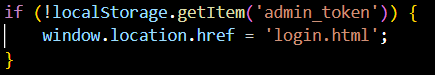 if (!localStorage.getItem('admin_token')) {
    window.location.href = 'login.html';
}